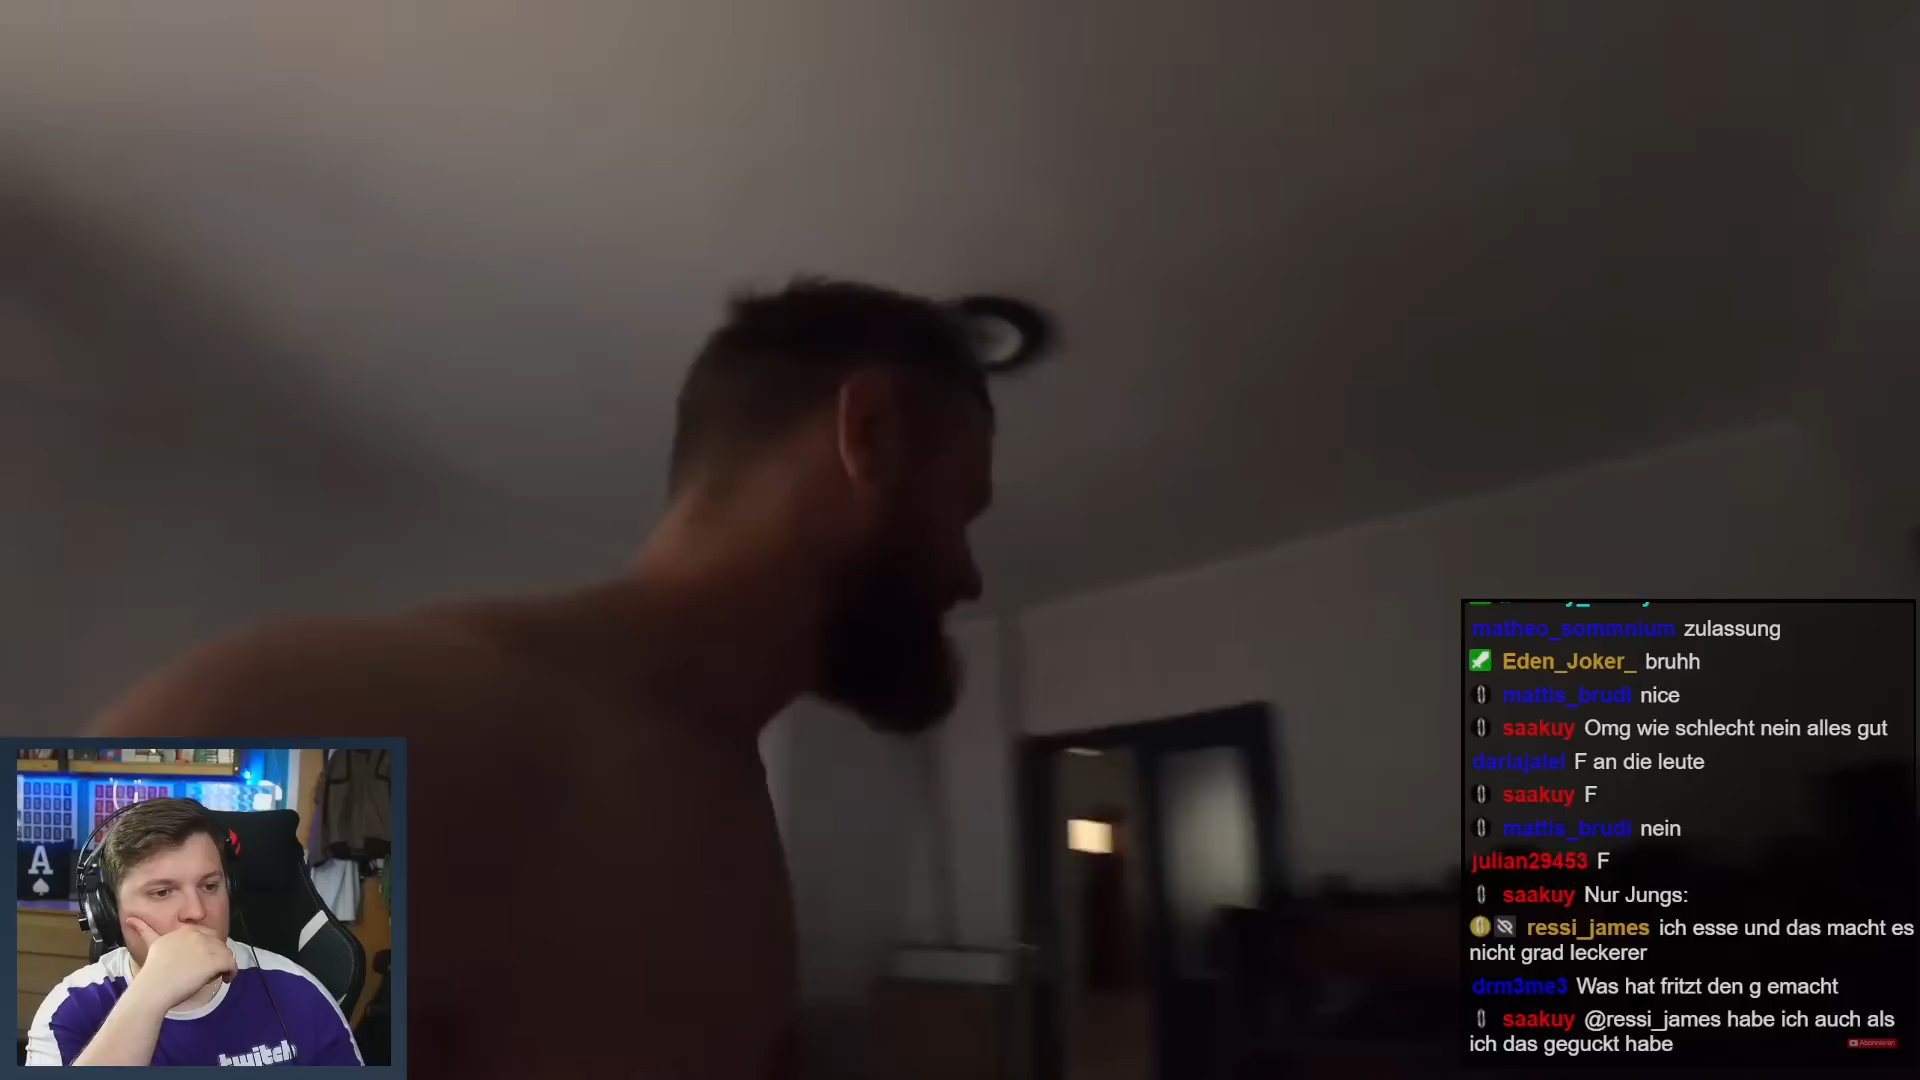 matheo_sommnium zulassung
Eden_Joker_ bruhh
mattis_brudi nice
saakuy Omg wie schlecht nein alles gut
dariajalel F an die leute
saakuy F
mattis_brudi nein
julian29453 F
saakuy Nur Jungs:
ressi_james ich esse und das macht es
nicht grad leckerer
drm3me3 Was hat fritzt den g emacht
saakuy @ressi_james habe ich auch als
ich das geguckt habe
Abonnieren
A
twitch